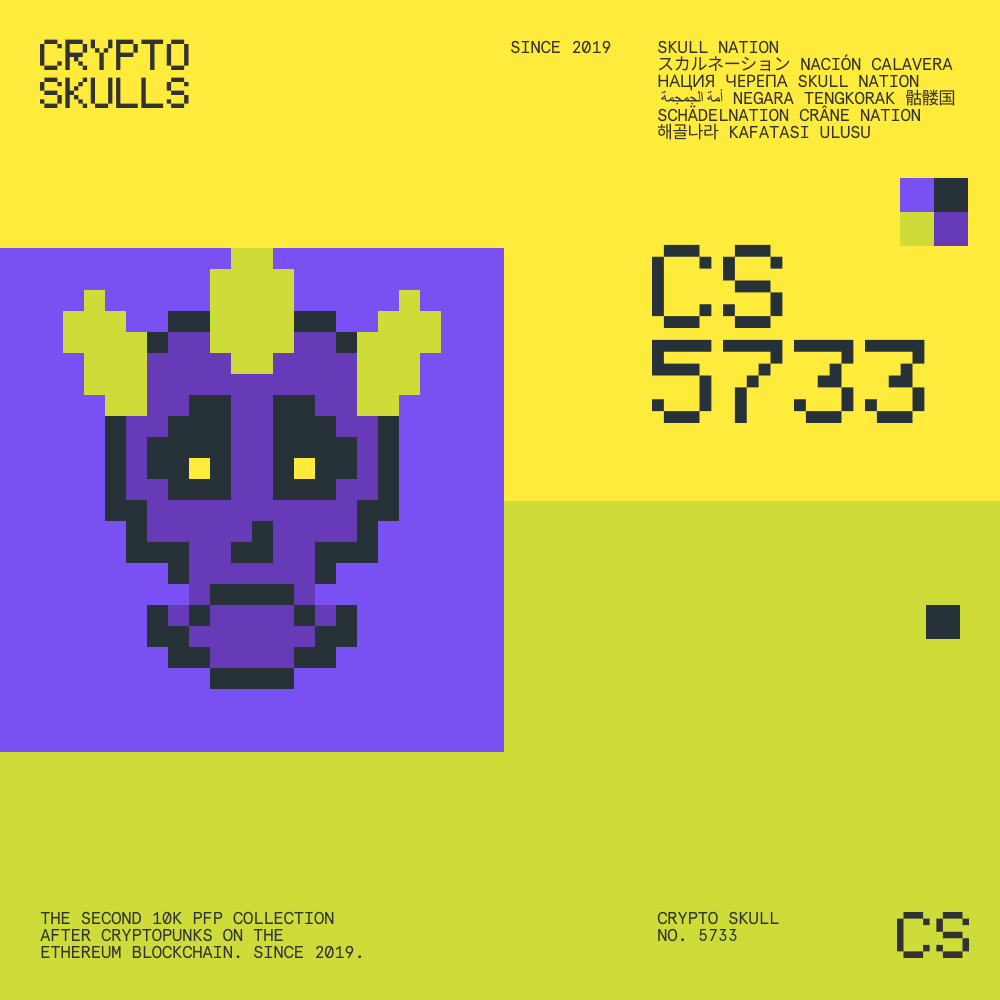 CRYPTO
SKULLS
SINCE 2019
SKULL NATION
スカルネーション NACIÓN CALAVERA
НАЦИЯ ЧЕРЕПА SKULL NATION
أمة الجمجمة NEGARA TENGKORAK 骷髅国
SCHÄDELNATION CRÂNE NATION
해골나라 KAFATASI ULUSU
CS
5733
THE SECOND 10K PFP COLLECTION
AFTER CRYPTOPUNKS ON THE
ETHEREUM BLOCKCHAIN. SINCE 2019.
CRYPTO SKULL
NO. 5733
CS